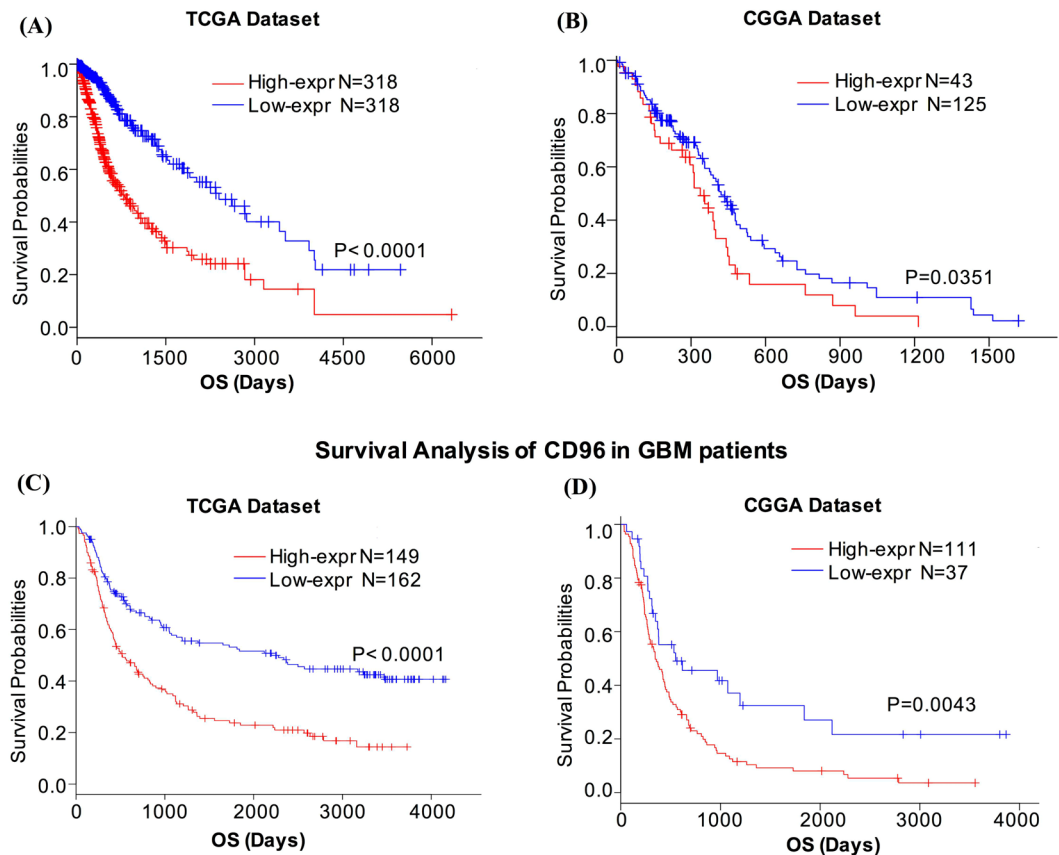 (A)
TCGA Dataset
High-expr N=318
Low-expr N=318
P<0.0001
Survival Probabilities
1.0
0.8
0.6
0.4
0.2
0.0
0 1500 3000 4500 6000
OS (Days)
(B)
CGGA Dataset
High-expr N=43
Low-expr N=125
P=0.0351
Survival Probabilities
1.0
0.8
0.6
0.4
0.2
0.0
0 300 600 900 1200 1500
OS (Days)
Survival Analysis of CD96 in GBM patients
(C)
TCGA Dataset
High-expr N=149
Low-expr N=162
P<0.0001
Survival Probabilities
1.0
0.8
0.6
0.4
0.2
0.0
0 1000 2000 3000 4000
OS (Days)
(D)
CGGA Dataset
High-expr N=111
Low-expr N=37
P=0.0043
Survival Probabilities
1.0
0.8
0.6
0.4
0.2
0.0
0 1000 2000 3000 4000
OS (Days)